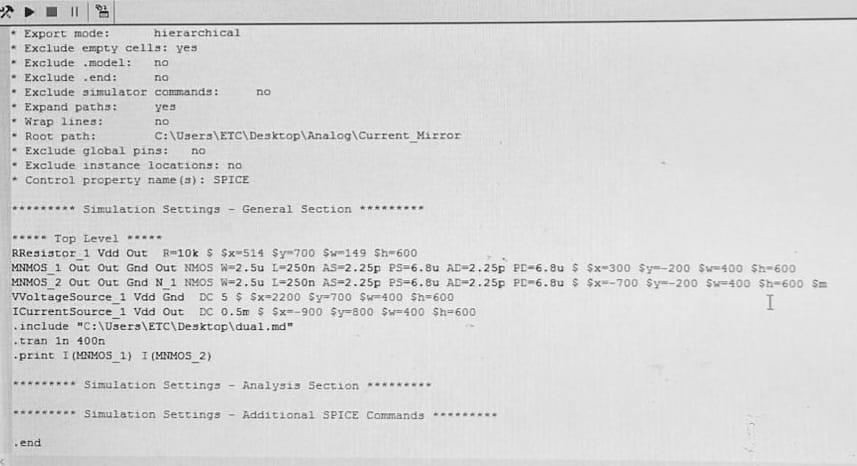 * Export mode: hierarchical
* Exclude empty cells: yes
* Exclude .model: no
* Exclude .end: no
* Exclude simulator commands: no
* Expand paths: yes
* Wrap lines: no
* Root path: C:\Users\ETC\Desktop\Analog\Current_Mirror
* Exclude global pins: no
* Exclude instance locations: no
* Control property name(s): SPICE
********* Simulation Settings - General Section *********
***** Top Level *****
RResistor_1 Vdd Out R=10k $ $x=514 $y=700 $w=149 $h=600
MNMOS_1 Out Out Gnd Out NMOS W=2.5u L=250n AS=2.25p PS=6.8u AD=2.25p PD=6.8u $ $x=300 $y=-200 $w=400 $h=600
MNMOS_2 Out Out Gnd N_1 NMOS W=2.5u L=250n AS=2.25p PS=6.8u AD=2.25p PD=6.8u $ $x=-700 $y=-200 $w=400 $h=600 $m
VVoltageSource_1 Vdd Gnd DC 5 $ $x=2200 $y=700 $w=400 $h=600
ICurrentSource_1 Vdd Out DC 0.5m $ $x=-900 $y=800 $w=400 $h=600
.include "C:\Users\ETC\Desktop\dual.md"
.tran 1n 400n
.print I(MNMOS_1) I(MNMOS_2)
********* Simulation Settings - Analysis Section *********
********* Simulation Settings - Additional SPICE Commands *********
.end